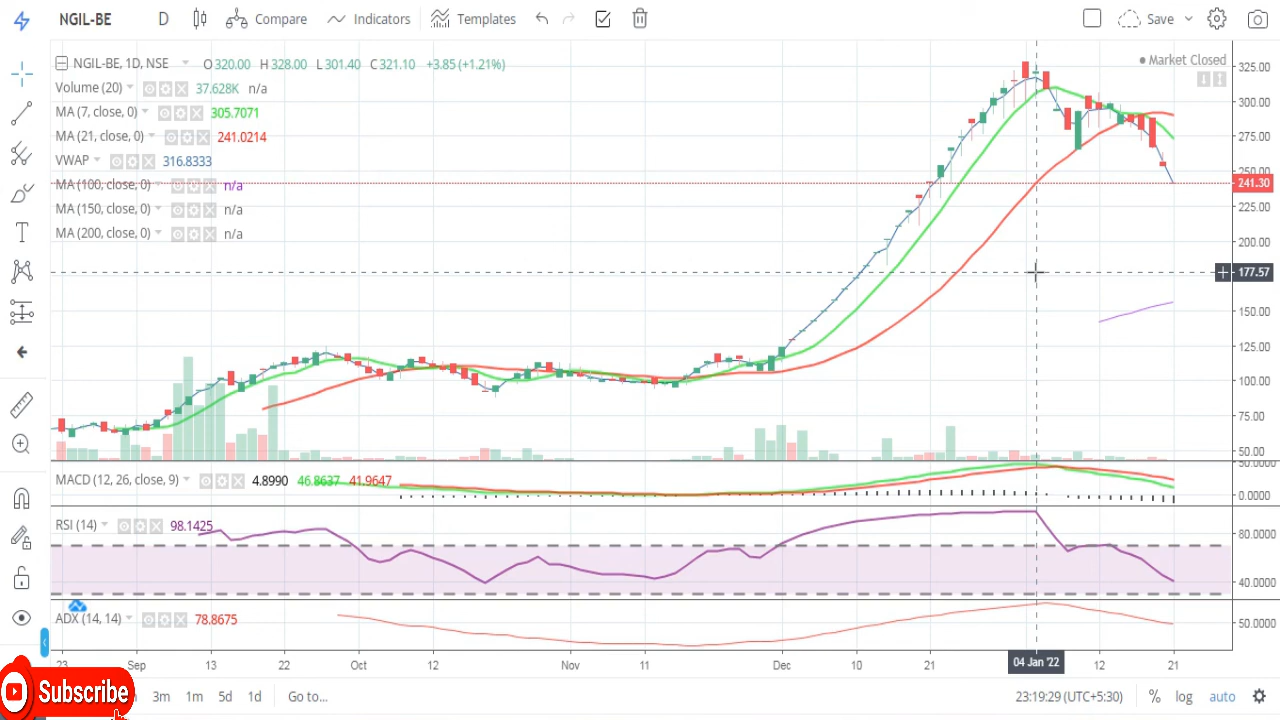 NGIL-BE D Compare Indicators Templates Save
NGIL-BE, 1D, NSE O320.00 H328.00 L301.40 C321.10 +3.85 (+1.21%)
Market Closed
Volume (20) 37.628K n/a
MA (7, close, 0) 305.7071
MA (21, close, 0) 241.0214
VWAP 316.8333
MA (100, close, 0) n/a
MA (150, close, 0) n/a
MA (200, close, 0) n/a
325.00
300.00
275.00
250.00
241.30
225.00
200.00
177.57
150.00
125.00
100.00
75.00
50.00
MACD (12, 26, close, 9) 4.8990 46.8637 41.9647
50.0000
0.0000
RSI (14) 98.1425
80.0000
40.0000
ADX (14, 14) 78.8675
50.0000
23 Sep 13 22 Oct 12 Nov 11 Dec 10 21 04 Jan '22 12 21
Subscribe
3m 1m 5d 1d Go to... 23:19:29 (UTC+5:30) % log auto